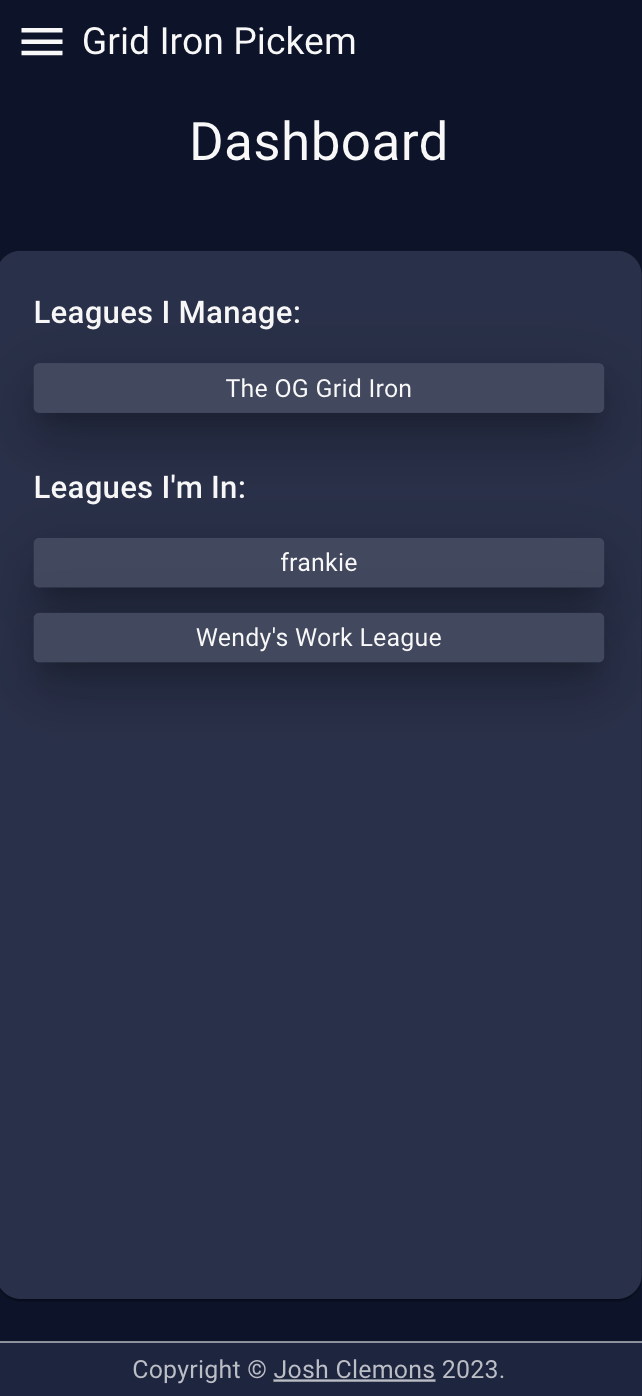 Grid Iron Pickem
Dashboard
Leagues I Manage:
The OG Grid Iron
Leagues I'm In:
frankie
Wendy's Work League
Copyright © Josh Clemons 2023.